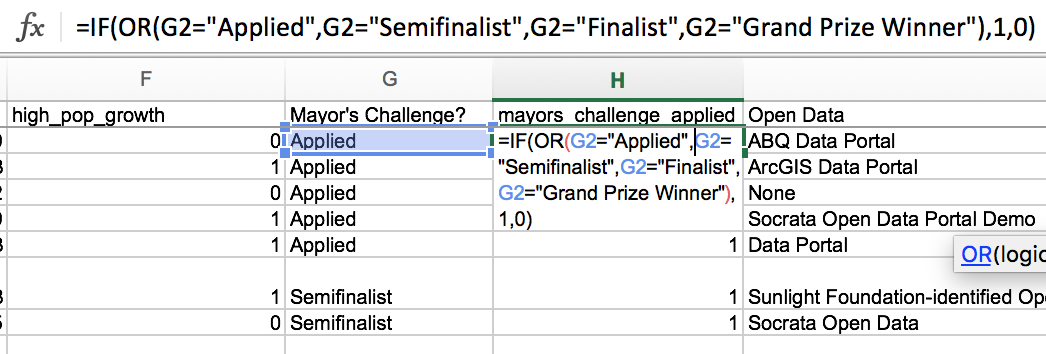 fx =IF(OR(G2="Applied",G2="Semifinalist",G2="Finalist",G2="Grand Prize Winner"),1,0)
F G H
high_pop_growth Mayor's Challenge? mayors_challenge_applied Open Data
0 Applied =IF(OR(G2="Applied",G2= ABQ Data Portal
1 Applied "Semifinalist",G2="Finalist", ArcGIS Data Portal
0 Applied G2="Grand Prize Winner"), None
1 Applied 1,0) Socrata Open Data Portal Demo
1 Applied 1 Data Portal
OR(logic
1 Semifinalist 1 Sunlight Foundation-identified Op
0 Semifinalist 1 Socrata Open Data